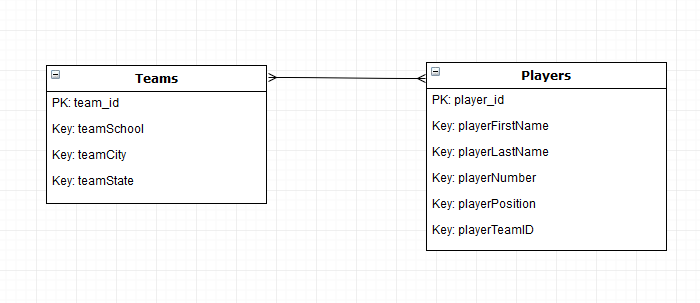 Teams
PK: team_id
Key: teamSchool
Key: teamCity
Key: teamState
Players
PK: player_id
Key: playerFirstName
Key: playerLastName
Key: playerNumber
Key: playerPosition
Key: playerTeamID